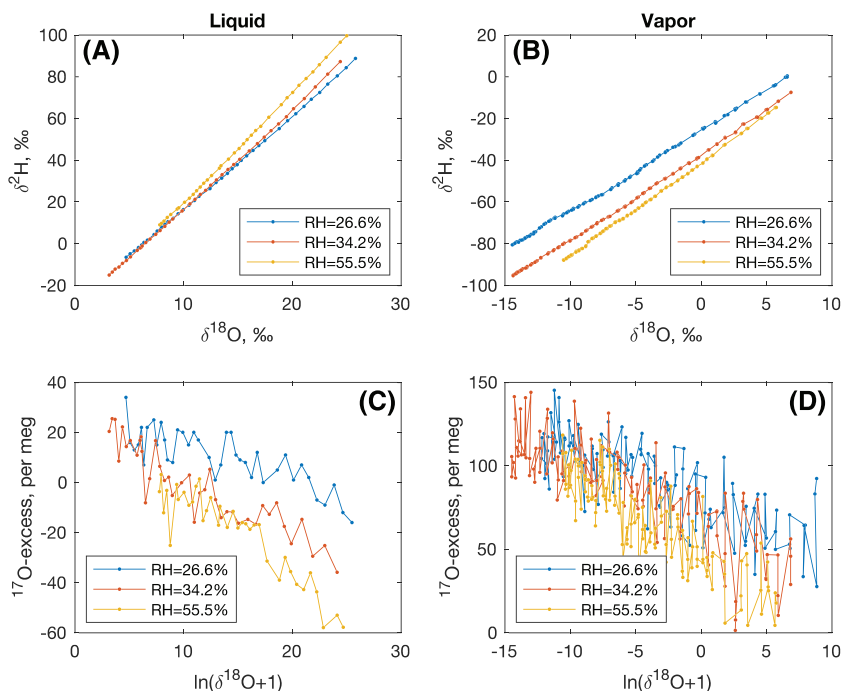 Liquid
(A)
100
80
60
40
20
0
-20
0
10
20
30
δ²H, ‰
δ¹⁸O, ‰
RH=26.6%
RH=34.2%
RH=55.5%
Vapor
(B)
20
0
-20
-40
-60
-80
-100
-15
-10
-5
0
5
10
δ²H, ‰
δ¹⁸O, ‰
RH=26.6%
RH=34.2%
RH=55.5%
(C)
40
20
0
-20
-40
-60
0
10
20
30
¹⁷O-excess, per meg
ln(δ¹⁸O+1)
RH=26.6%
RH=34.2%
RH=55.5%
(D)
150
100
50
0
-15
-10
-5
0
5
10
¹⁷O-excess, per meg
ln(δ¹⁸O+1)
RH=26.6%
RH=34.2%
RH=55.5%